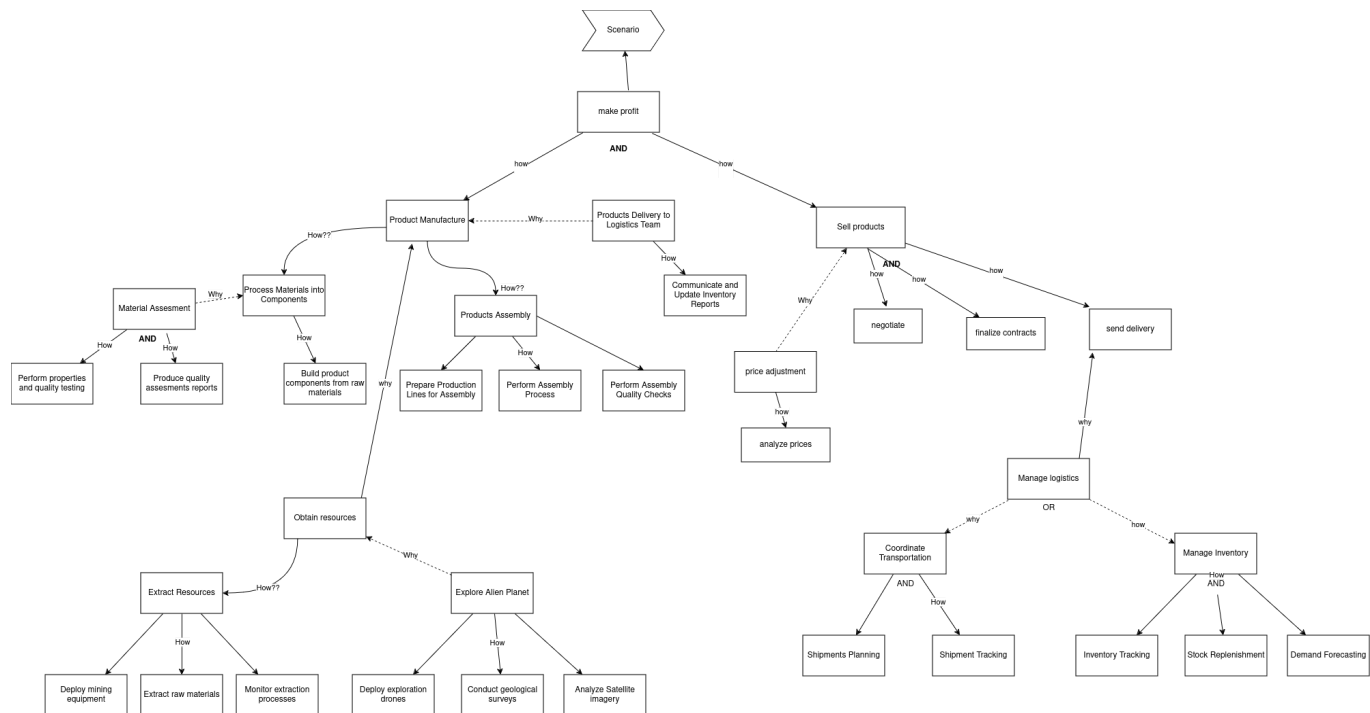 Scenario
make profit
AND
how
how
Product Manufacture
Why
Products Delivery to
Logistics Team
Sell products
How??
How
AND
how
how
how
Process Materials into
Components
Communicate and
Update Inventory
Reports
Why
Material Assesment
How??
Products Assembly
Why
negotiate
finalize contracts
send delivery
AND
How
How
How
How
price adjustment
Perform properties
and quality testing
Produce quality
assesments reports
Build product
components from raw
materials
why
Prepare Production
Lines for Assembly
Perform Assembly
Process
Perform Assembly
Quality Checks
how
analyze prices
why
Manage logistics
OR
Obtain resources
why
how
Why
Coordinate
Transportation
Manage Inventory
How??
Extract Resources
Explore Alien Planet
AND
How
How
AND
How
How
Shipments Planning
Shipment Tracking
Inventory Tracking
Stock Replenishment
Demand Forecasting
Deploy mining
equipment
Extract raw materials
Monitor extraction
processes
Deploy exploration
drones
Conduct geological
surveys
Analyze Satellite
imagery